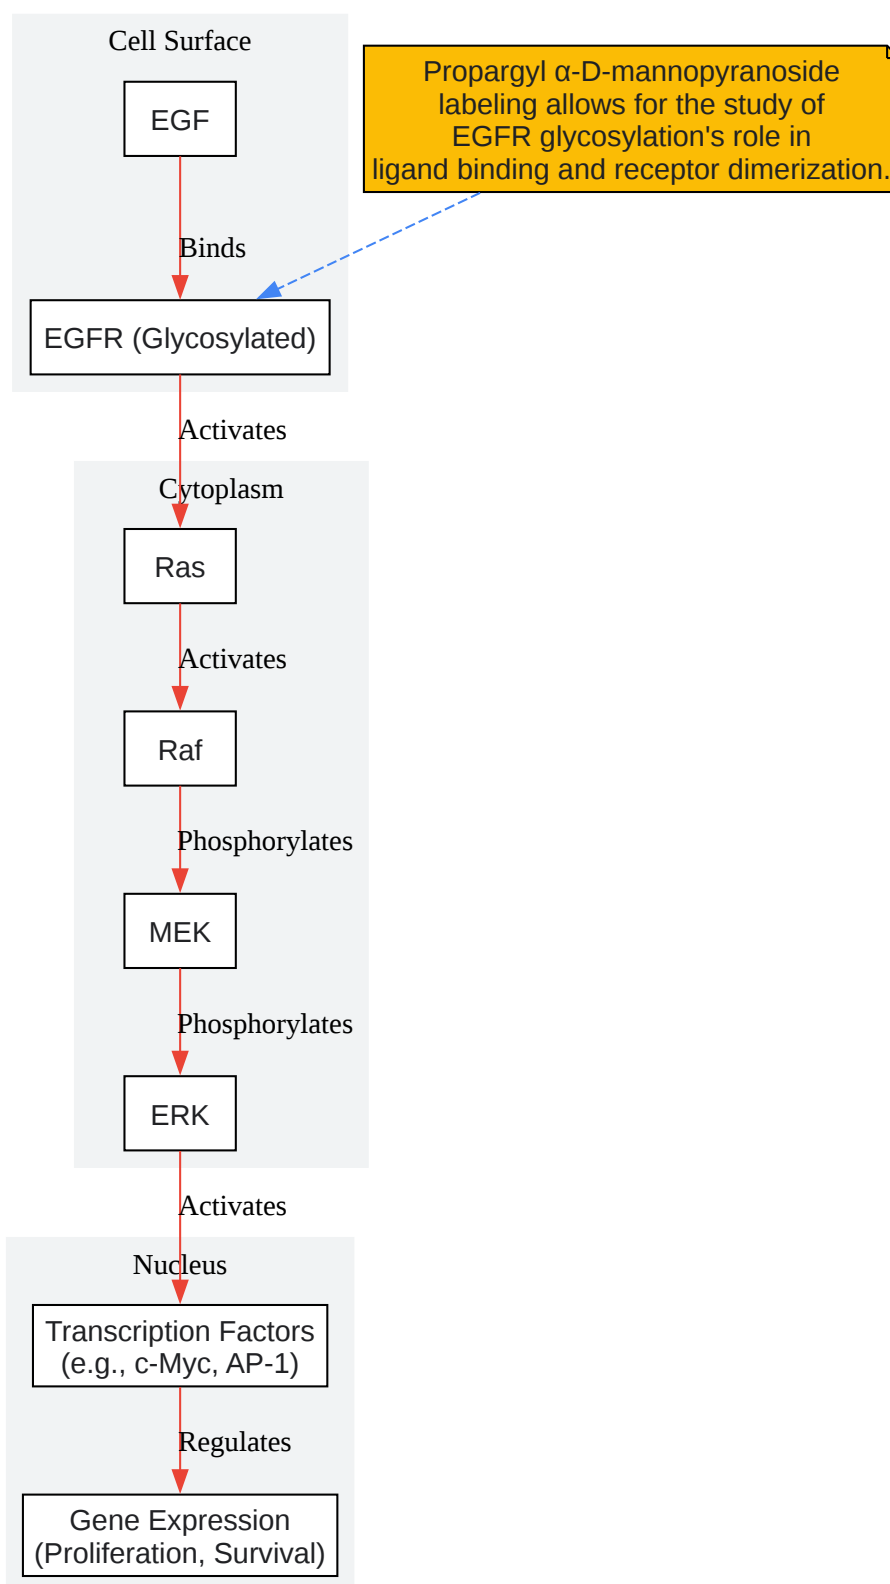 Cell Surface
EGF
Propargyl α-D-mannopyranoside
labeling allows for the study of
EGFR glycosylation's role in
ligand binding and receptor dimerization.
Binds
EGFR (Glycosylated)
Activates
Cytoplasm
Ras
Activates
Raf
Phosphorylates
MEK
Phosphorylates
ERK
Activates
Nucleus
Transcription Factors
(e.g., c-Myc, AP-1)
Regulates
Gene Expression
(Proliferation, Survival)